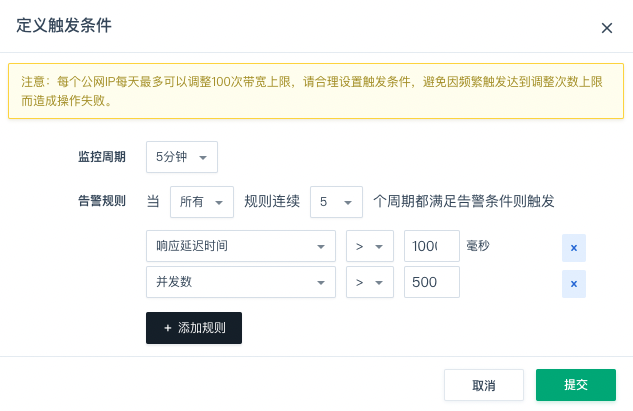 定义触发条件
注意：每个公网IP每天最多可以调整100次带宽上限，请合理设置触发条件，避免因频繁触发达到调整次数上限
而造成操作失败。
监控周期 5分钟
告警规则 当 所有 规则连续 5 个周期都满足告警条件则触发
响应延迟时间 > 1000 毫秒 x
并发数 > 500 x
+ 添加规则
取消 提交